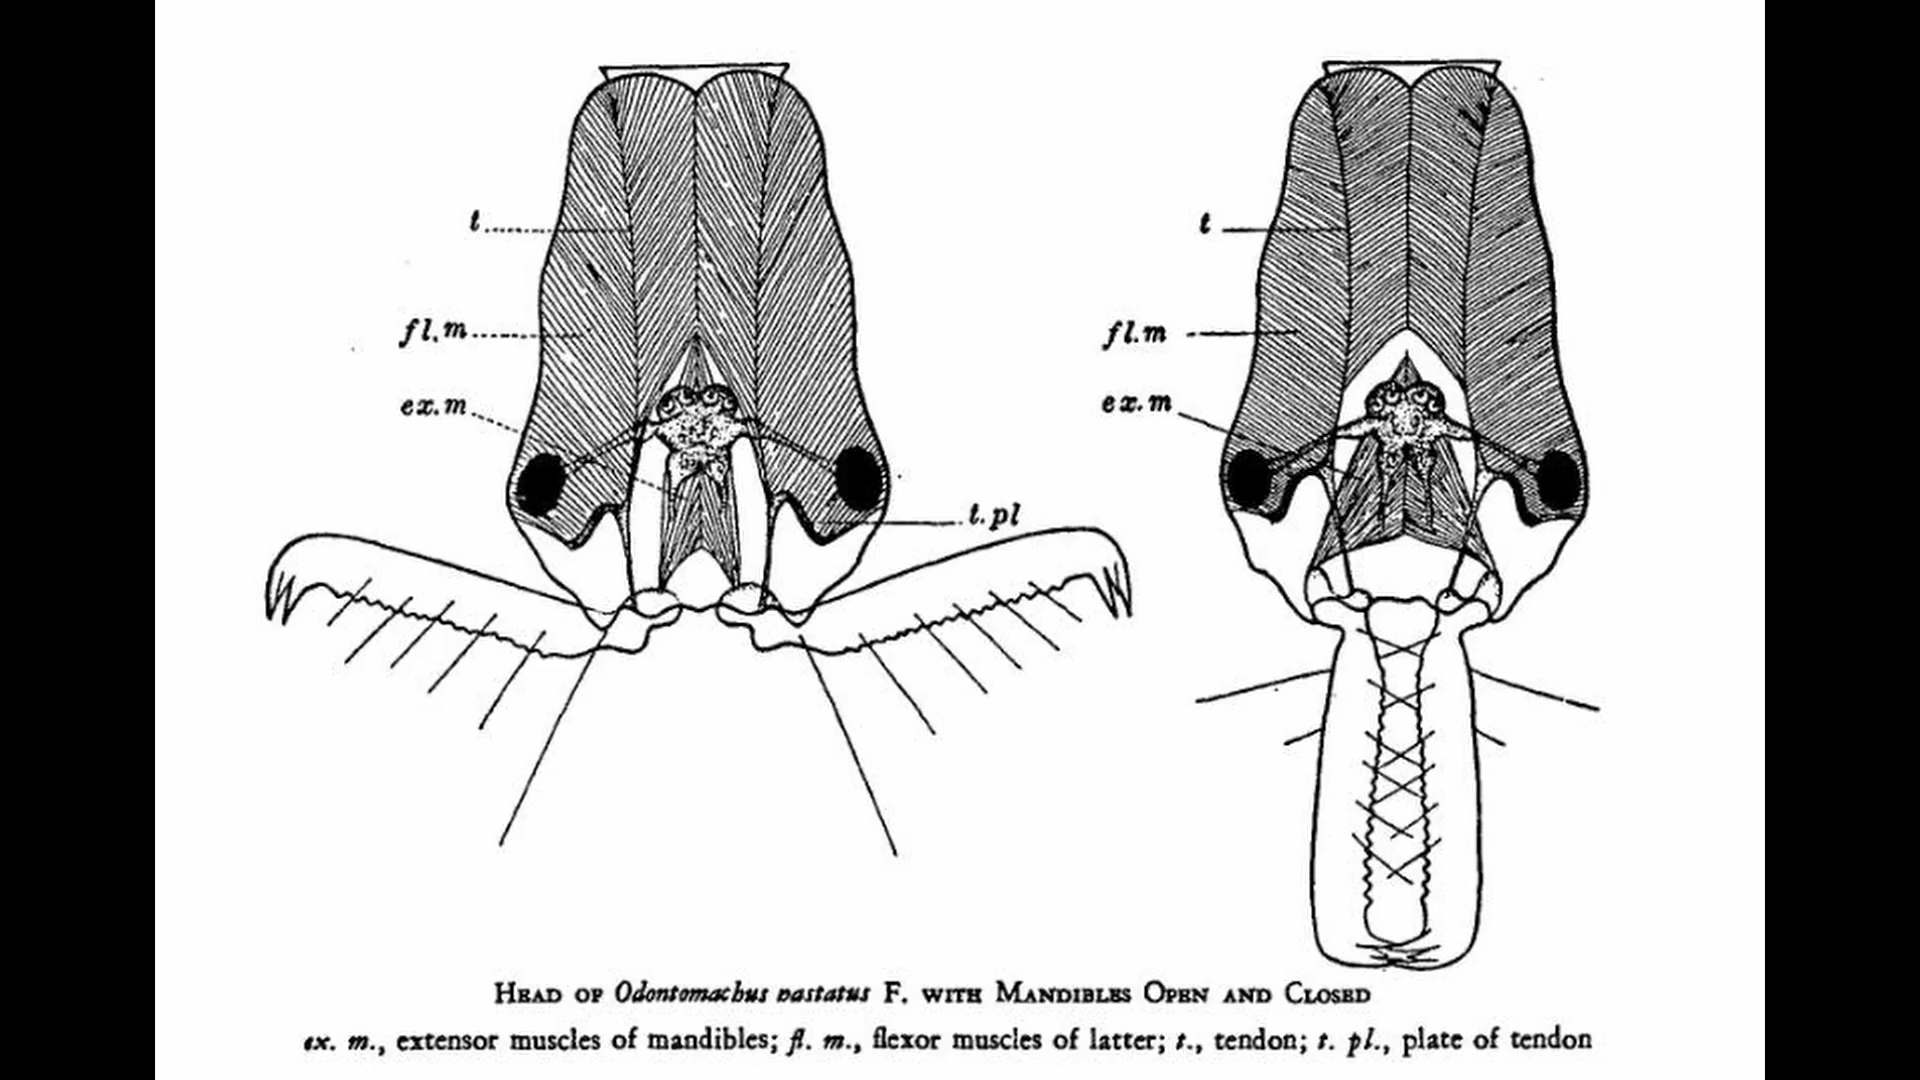 t
fl.m
ex.m
t.pl
t
fl.m
ex.m
HEAD OF Odontomachus nastatus F. WITH MANDIBLES OPEN AND CLOSED
ex. m., extensor muscles of mandibles; fl. m., flexor muscles of latter; t., tendon; t. pl., plate of tendon